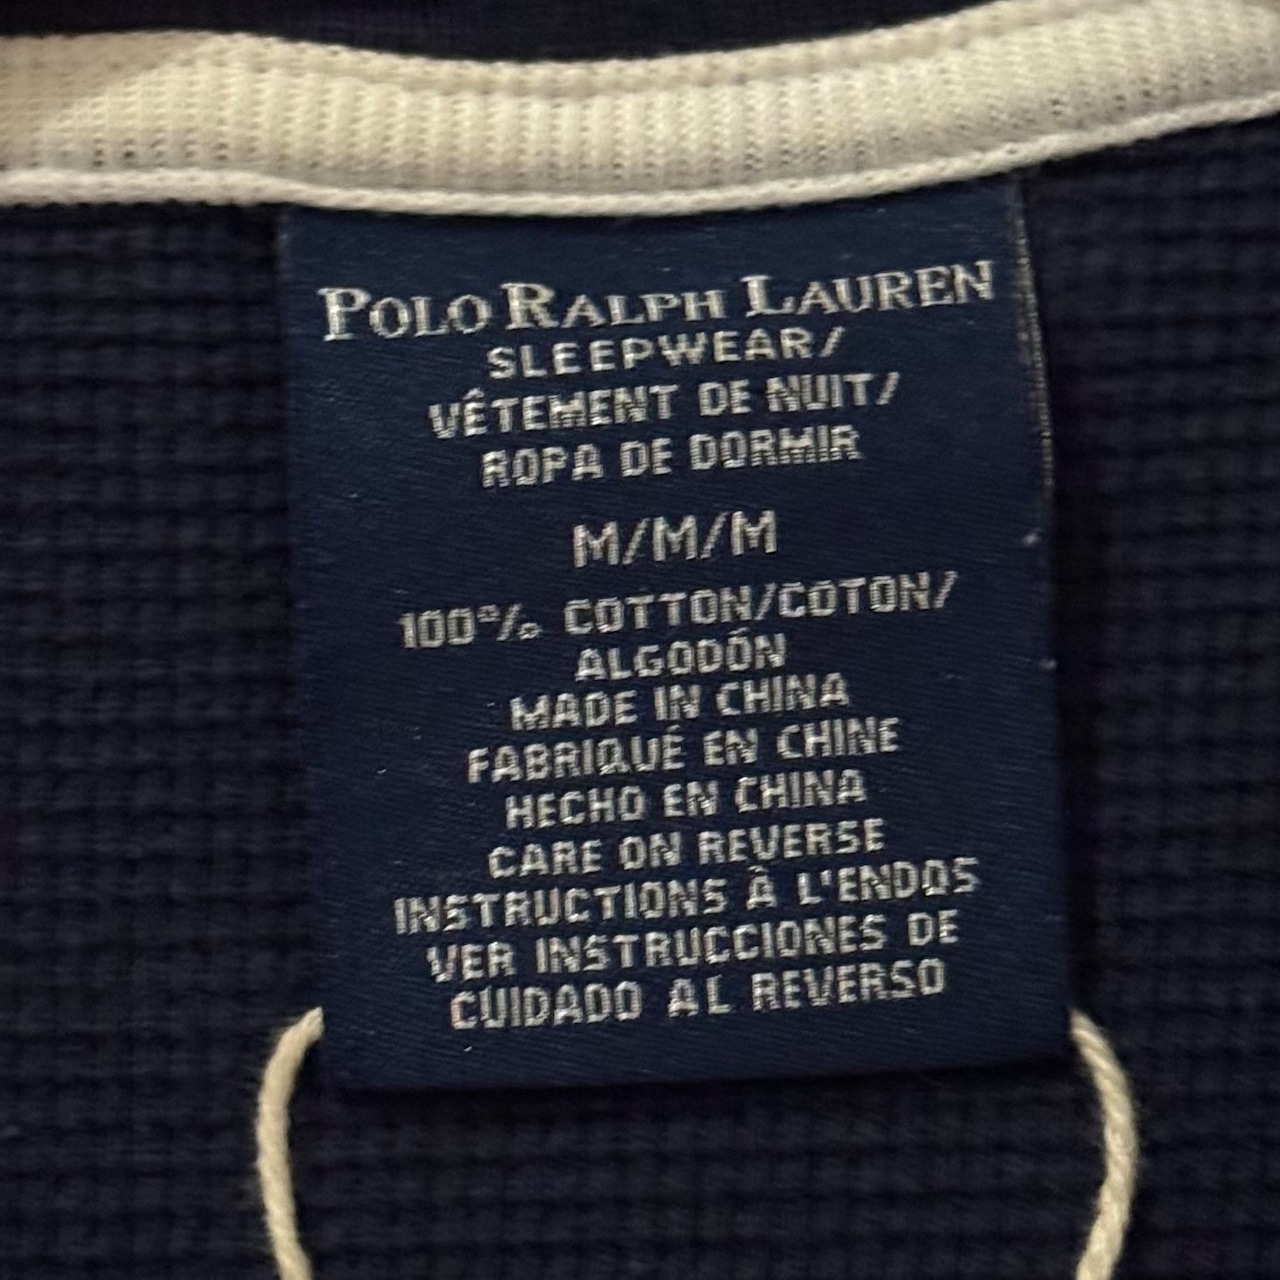 POLO RALPH LAUREN
SLEEPWEAR/
VÊTEMENT DE NUIT/
ROPA DE DORMIR
M/M/M
100% COTTON/COTON/
ALGODÓN
MADE IN CHINA
FABRIQUÉ EN CHINE
HECHO EN CHINA
CARE ON REVERSE
INSTRUCTIONS À L'ENDOS
VER INSTRUCCIONES DE
CUIDADO AL REVERSO